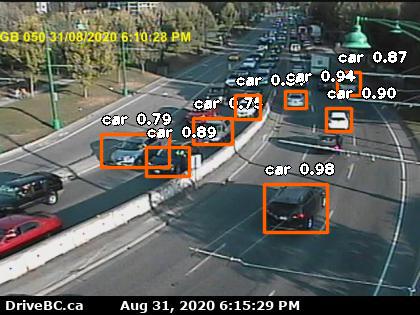 GB 050 31/08/2020 6:10:28 PM
car 0.87
car 0.94
car 0.90
car 0.79
car 0.89
car 0.98
DriveBC.ca Aug 31, 2020 6:15:29 PM